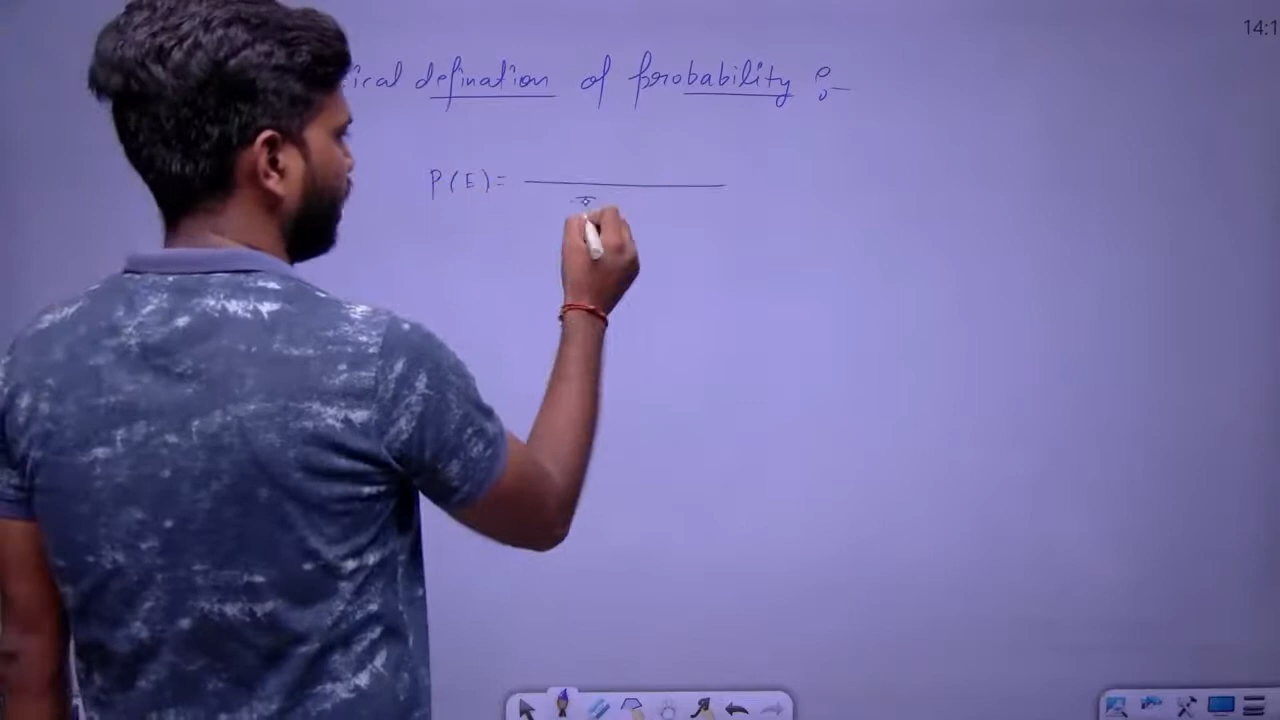 ical defination of probability :-
P(E) =
14:1